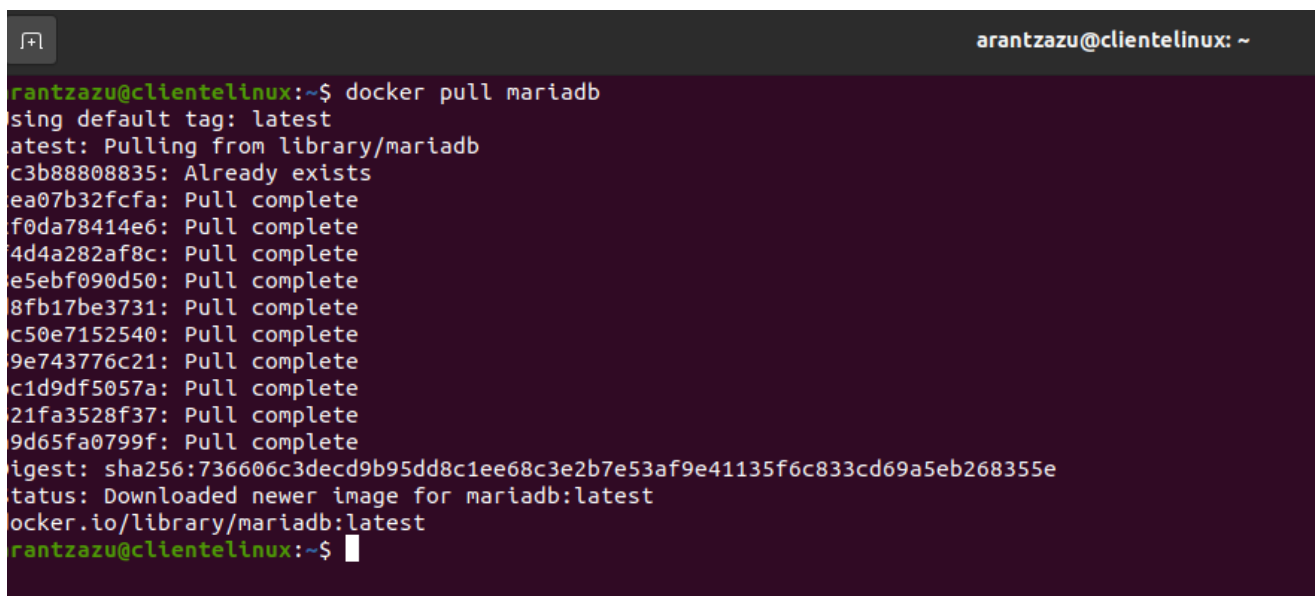 arantzazu@clientelinux: ~
rantzazu@clientelinux:~$ docker pull mariadb
sing default tag: latest
atest: Pulling from library/mariadb
c3b88808835: Already exists
ea07b32fcfa: Pull complete
f0da78414e6: Pull complete
4d4a282af8c: Pull complete
e5ebf090d50: Pull complete
8fb17be3731: Pull complete
c50e7152540: Pull complete
9e743776c21: Pull complete
c1d9df5057a: Pull complete
21fa3528f37: Pull complete
9d65fa0799f: Pull complete
igest: sha256:736606c3decd9b95dd8c1ee68c3e2b7e53af9e41135f6c833cd69a5eb268355e
tatus: Downloaded newer image for mariadb:latest
ocker.io/library/mariadb:latest
rantzazu@clientelinux:~$